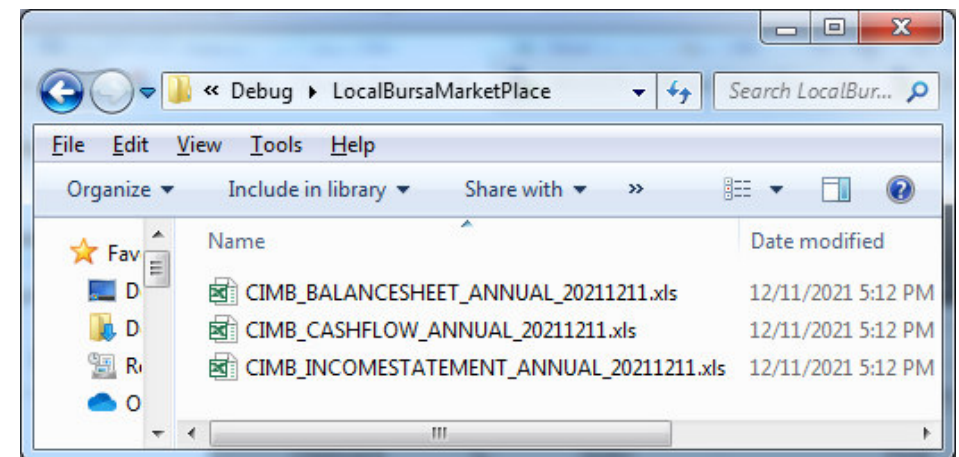 « Debug ▸ LocalBursaMarketPlace
Search LocalBur...
File Edit View Tools Help
Organize Include in library Share with »
Fav
Name Date modified
D
CIMB_BALANCESHEET_ANNUAL_20211211.xls 12/11/2021 5:12 PM
D
CIMB_CASHFLOW_ANNUAL_20211211.xls 12/11/2021 5:12 PM
R
CIMB_INCOMESTATEMENT_ANNUAL_20211211.xls 12/11/2021 5:12 PM
O